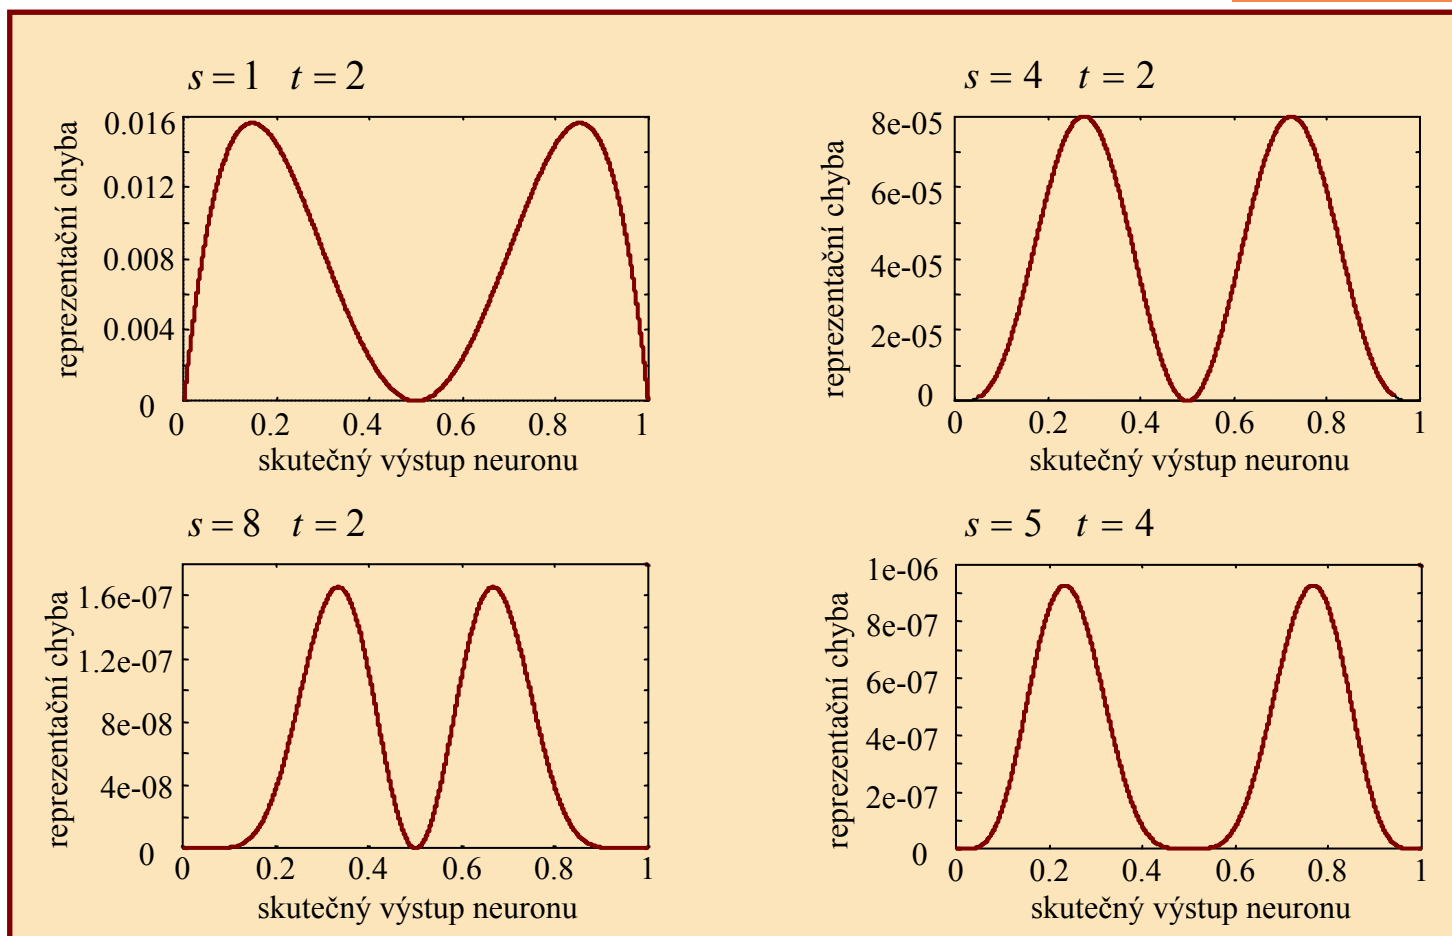 s = 1 t = 2
reprezentační chyba
0.016
0.012
0.008
0.004
0
0 0.2 0.4 0.6 0.8 1
skutečný výstup neuronu
s = 4 t = 2
reprezentační chyba
8e-05
6e-05
4e-05
2e-05
0
0 0.2 0.4 0.6 0.8 1
skutečný výstup neuronu
s = 8 t = 2
reprezentační chyba
1.6e-07
1.2e-07
8e-08
4e-08
0
0 0.2 0.4 0.6 0.8 1
skutečný výstup neuronu
s = 5 t = 4
reprezentační chyba
1e-06
8e-07
6e-07
4e-07
2e-07
0
0 0.2 0.4 0.6 0.8 1
skutečný výstup neuronu